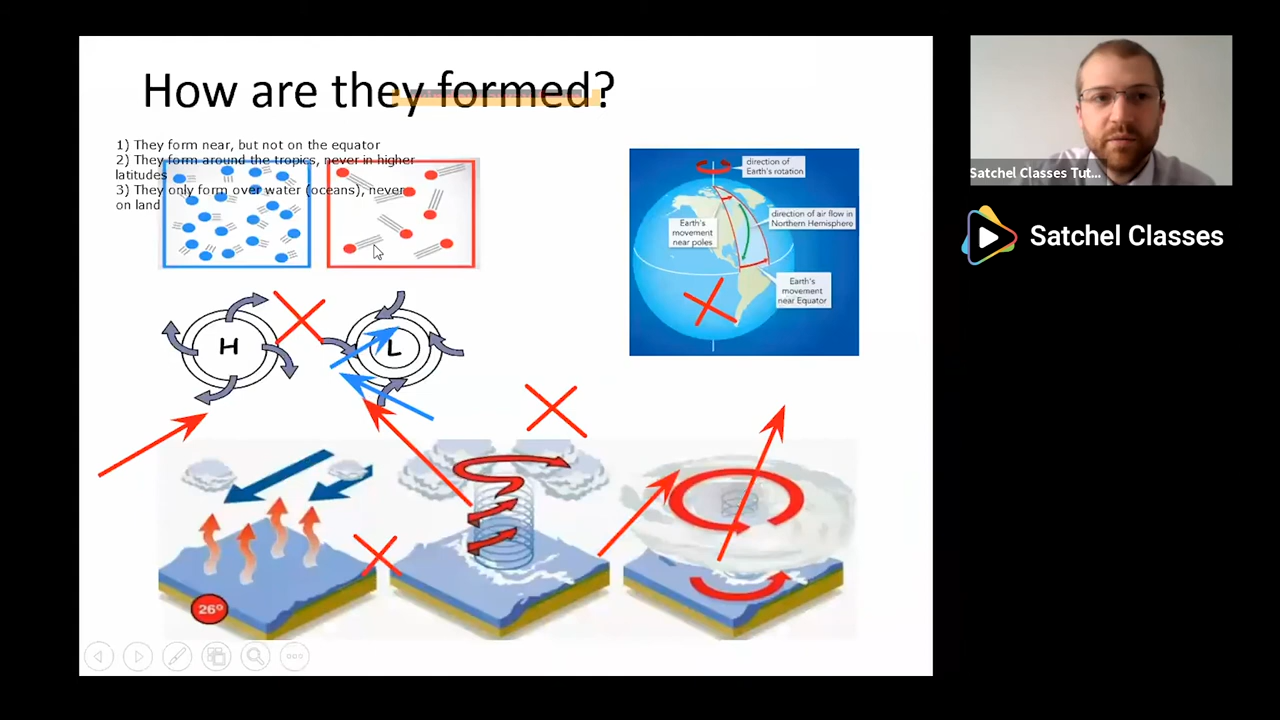 How are they formed?
1) They form near, but not on the equator
2) They form around the tropics, never in higher
latitudes
3) They only form over water (oceans), never
on land
direction of
Earth's rotation
direction of air flow in
Northern Hemisphere
Earth's
movement
near poles
Earth's
movement
near Equator
H
L
26º
Satchel Classes Tut...
Satchel Classes